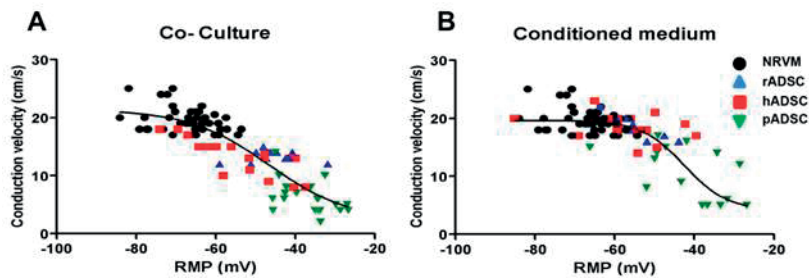 A
Co- Culture
Conduction velocity (cm/s)
30
20
10
0
-100
-80
-60
-40
-20
RMP (mV)
B
Conditioned medium
Conduction velocity (cm/s)
30
20
10
0
-100
-80
-60
-40
-20
RMP (mV)
NRVM
rADSC
hADSC
pADSC